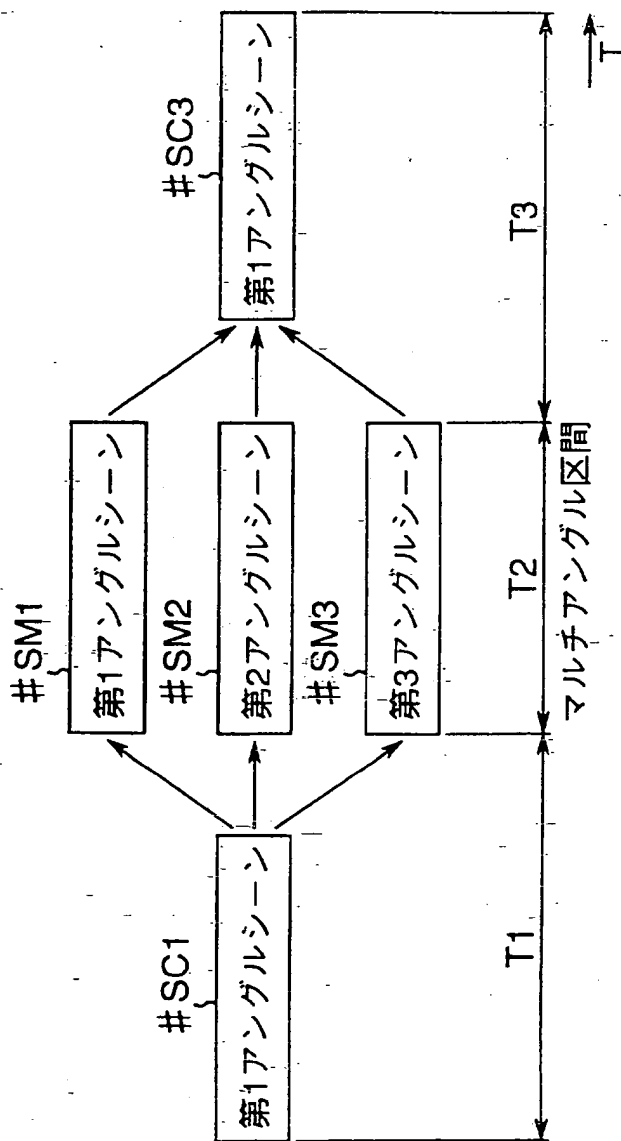 #SC1
第1アングルシーン
#SM1
第1アングルシーン
#SM2
第2アングルシーン
#SM3
第3アングルシーン
#SC3
第1アングルシーン
T1
T2
T3
マルチアングル区間
T